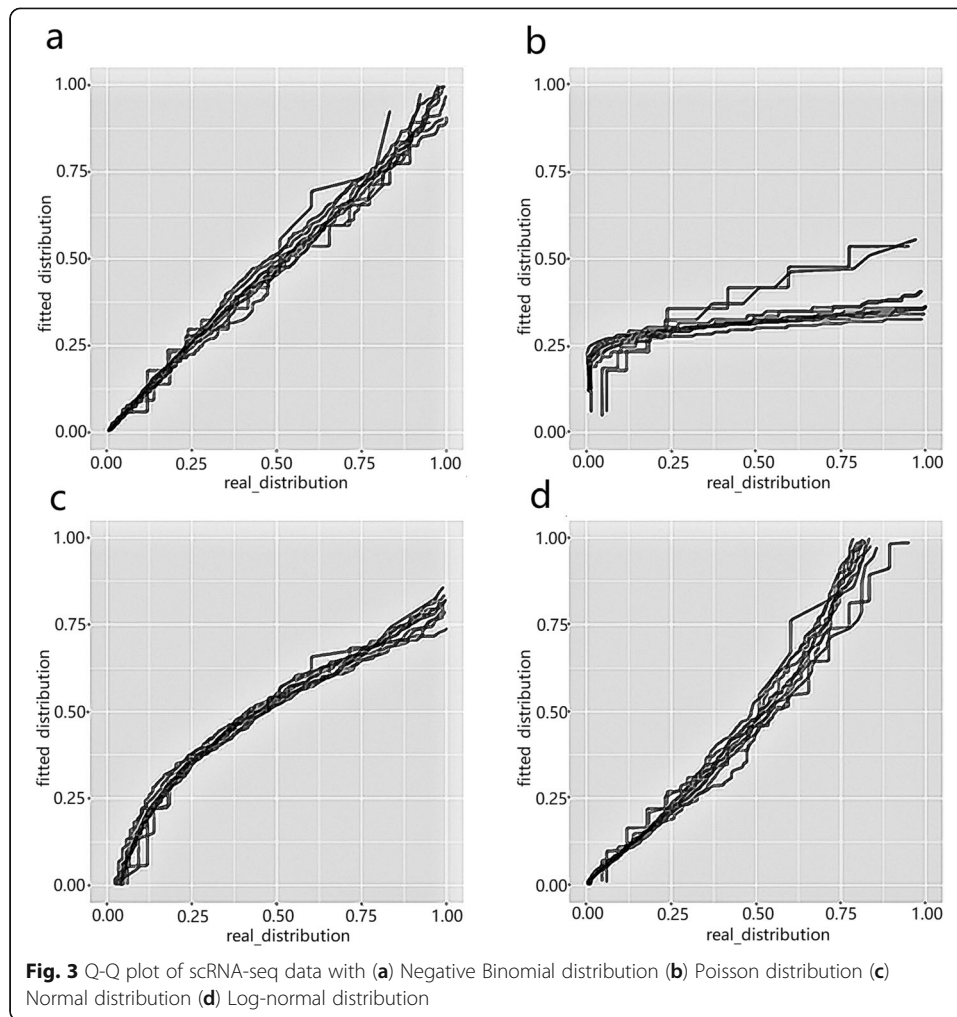 a
1.00
0.75
0.50
0.25
0.00
fitted distribution
0.00 0.25 0.50 0.75 1.00
real_distribution
b
1.00
0.75
0.50
0.25
0.00
fitted distribution
0.00 0.25 0.50 0.75 1.00
real_distribution
c
1.00
0.75
0.50
0.25
0.00
fitted distribution
0.00 0.25 0.50 0.75 1.00
real_distribution
d
1.00
0.75
0.50
0.25
0.00
fitted distribution
0.00 0.25 0.50 0.75 1.00
real_distribution
Fig. 3 Q-Q plot of scRNA-seq data with (a) Negative Binomial distribution (b) Poisson distribution (c)
Normal distribution (d) Log-normal distribution